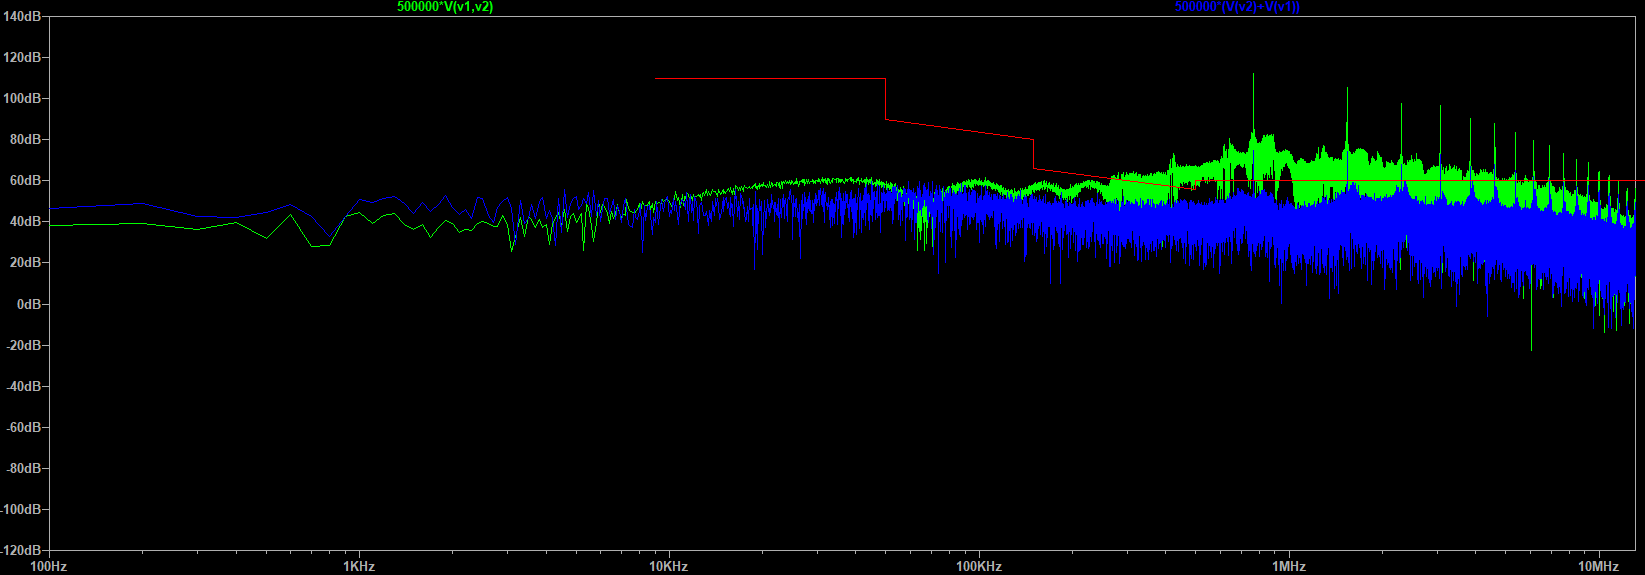 500000*V(v1,v2) 500000*(V(v2)+V(v1))
140dB
120dB
100dB
80dB
60dB
40dB
20dB
0dB
-20dB
-40dB
-60dB
-80dB
-100dB
-120dB
100Hz 1KHz 10KHz 100KHz 1MHz 10MHz